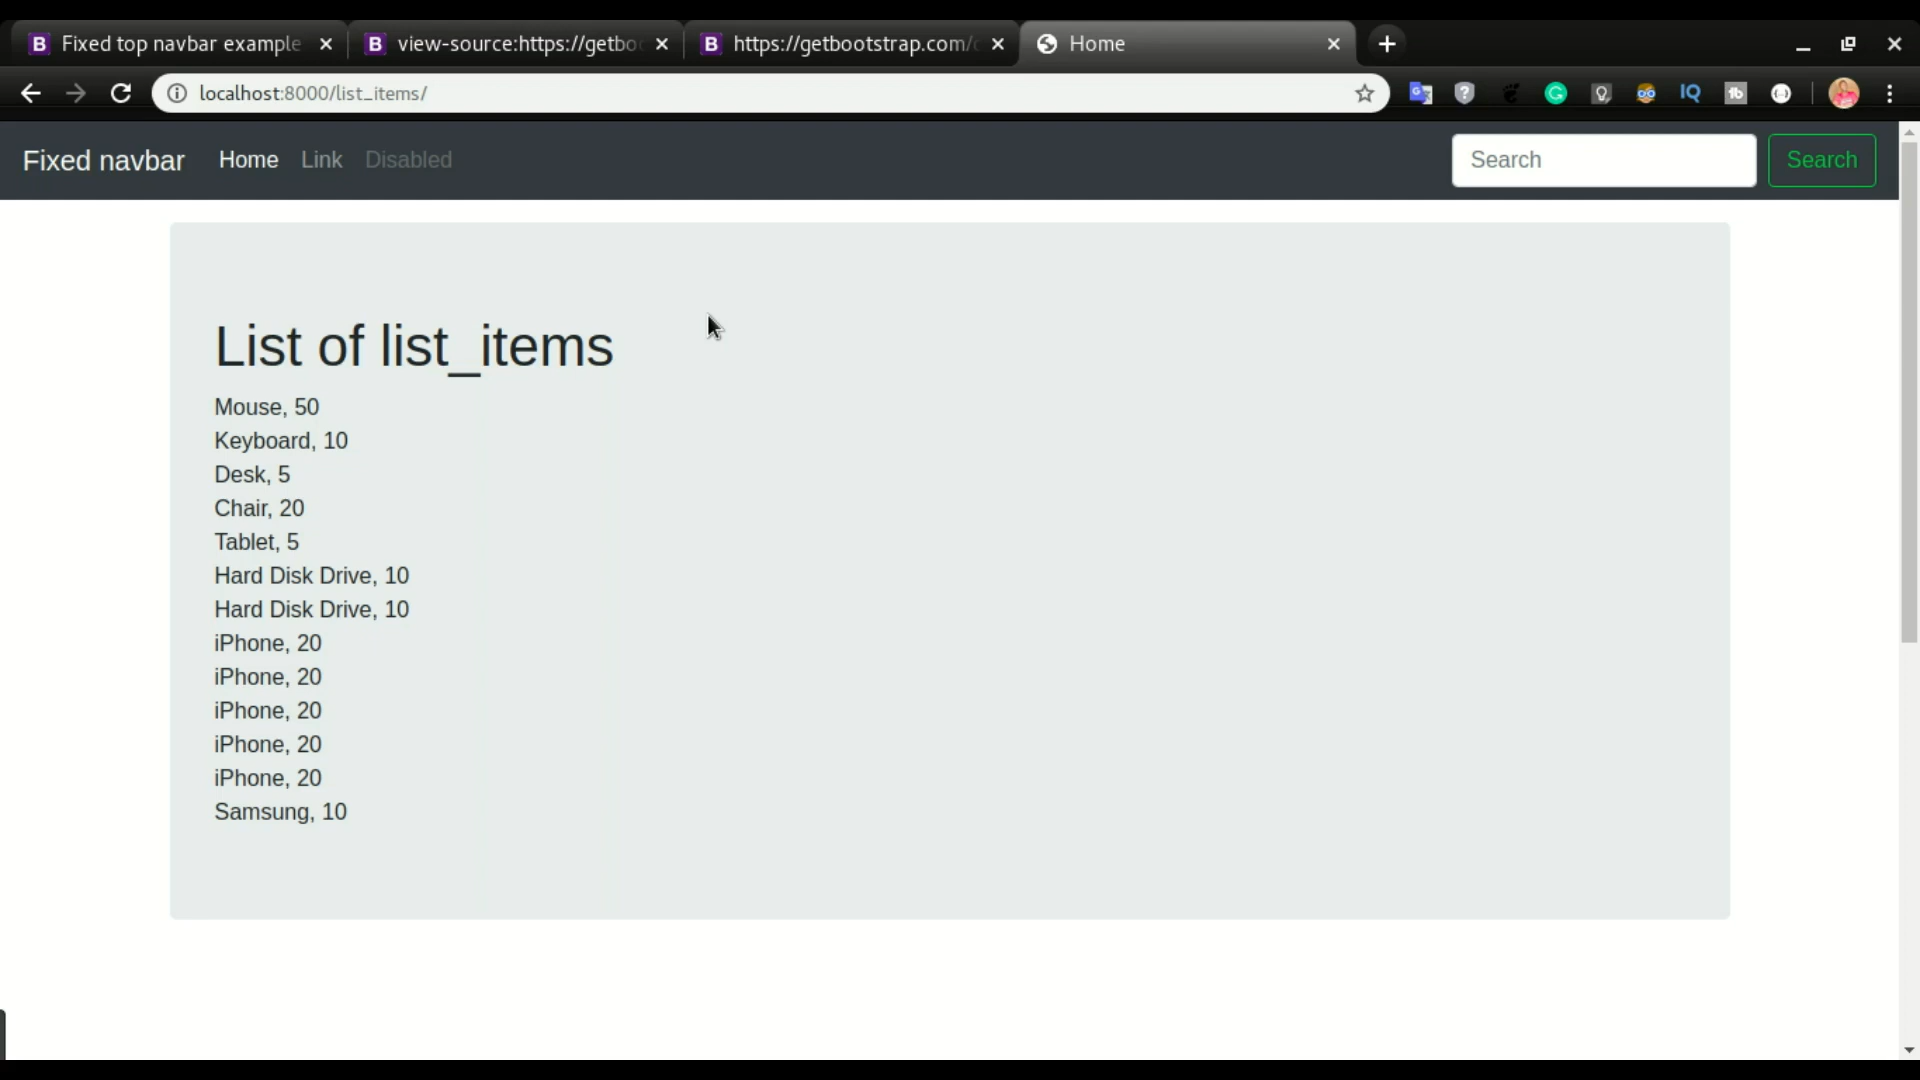 Fixed top navbar example
view-source:https://getboo
https://getbootstrap.com/
Home
localhost:8000/list_items/
Fixed navbar
Home
Link
Disabled
Search
Search
List of list_items
Mouse, 50
Keyboard, 10
Desk, 5
Chair, 20
Tablet, 5
Hard Disk Drive, 10
Hard Disk Drive, 10
iPhone, 20
iPhone, 20
iPhone, 20
iPhone, 20
iPhone, 20
Samsung, 10